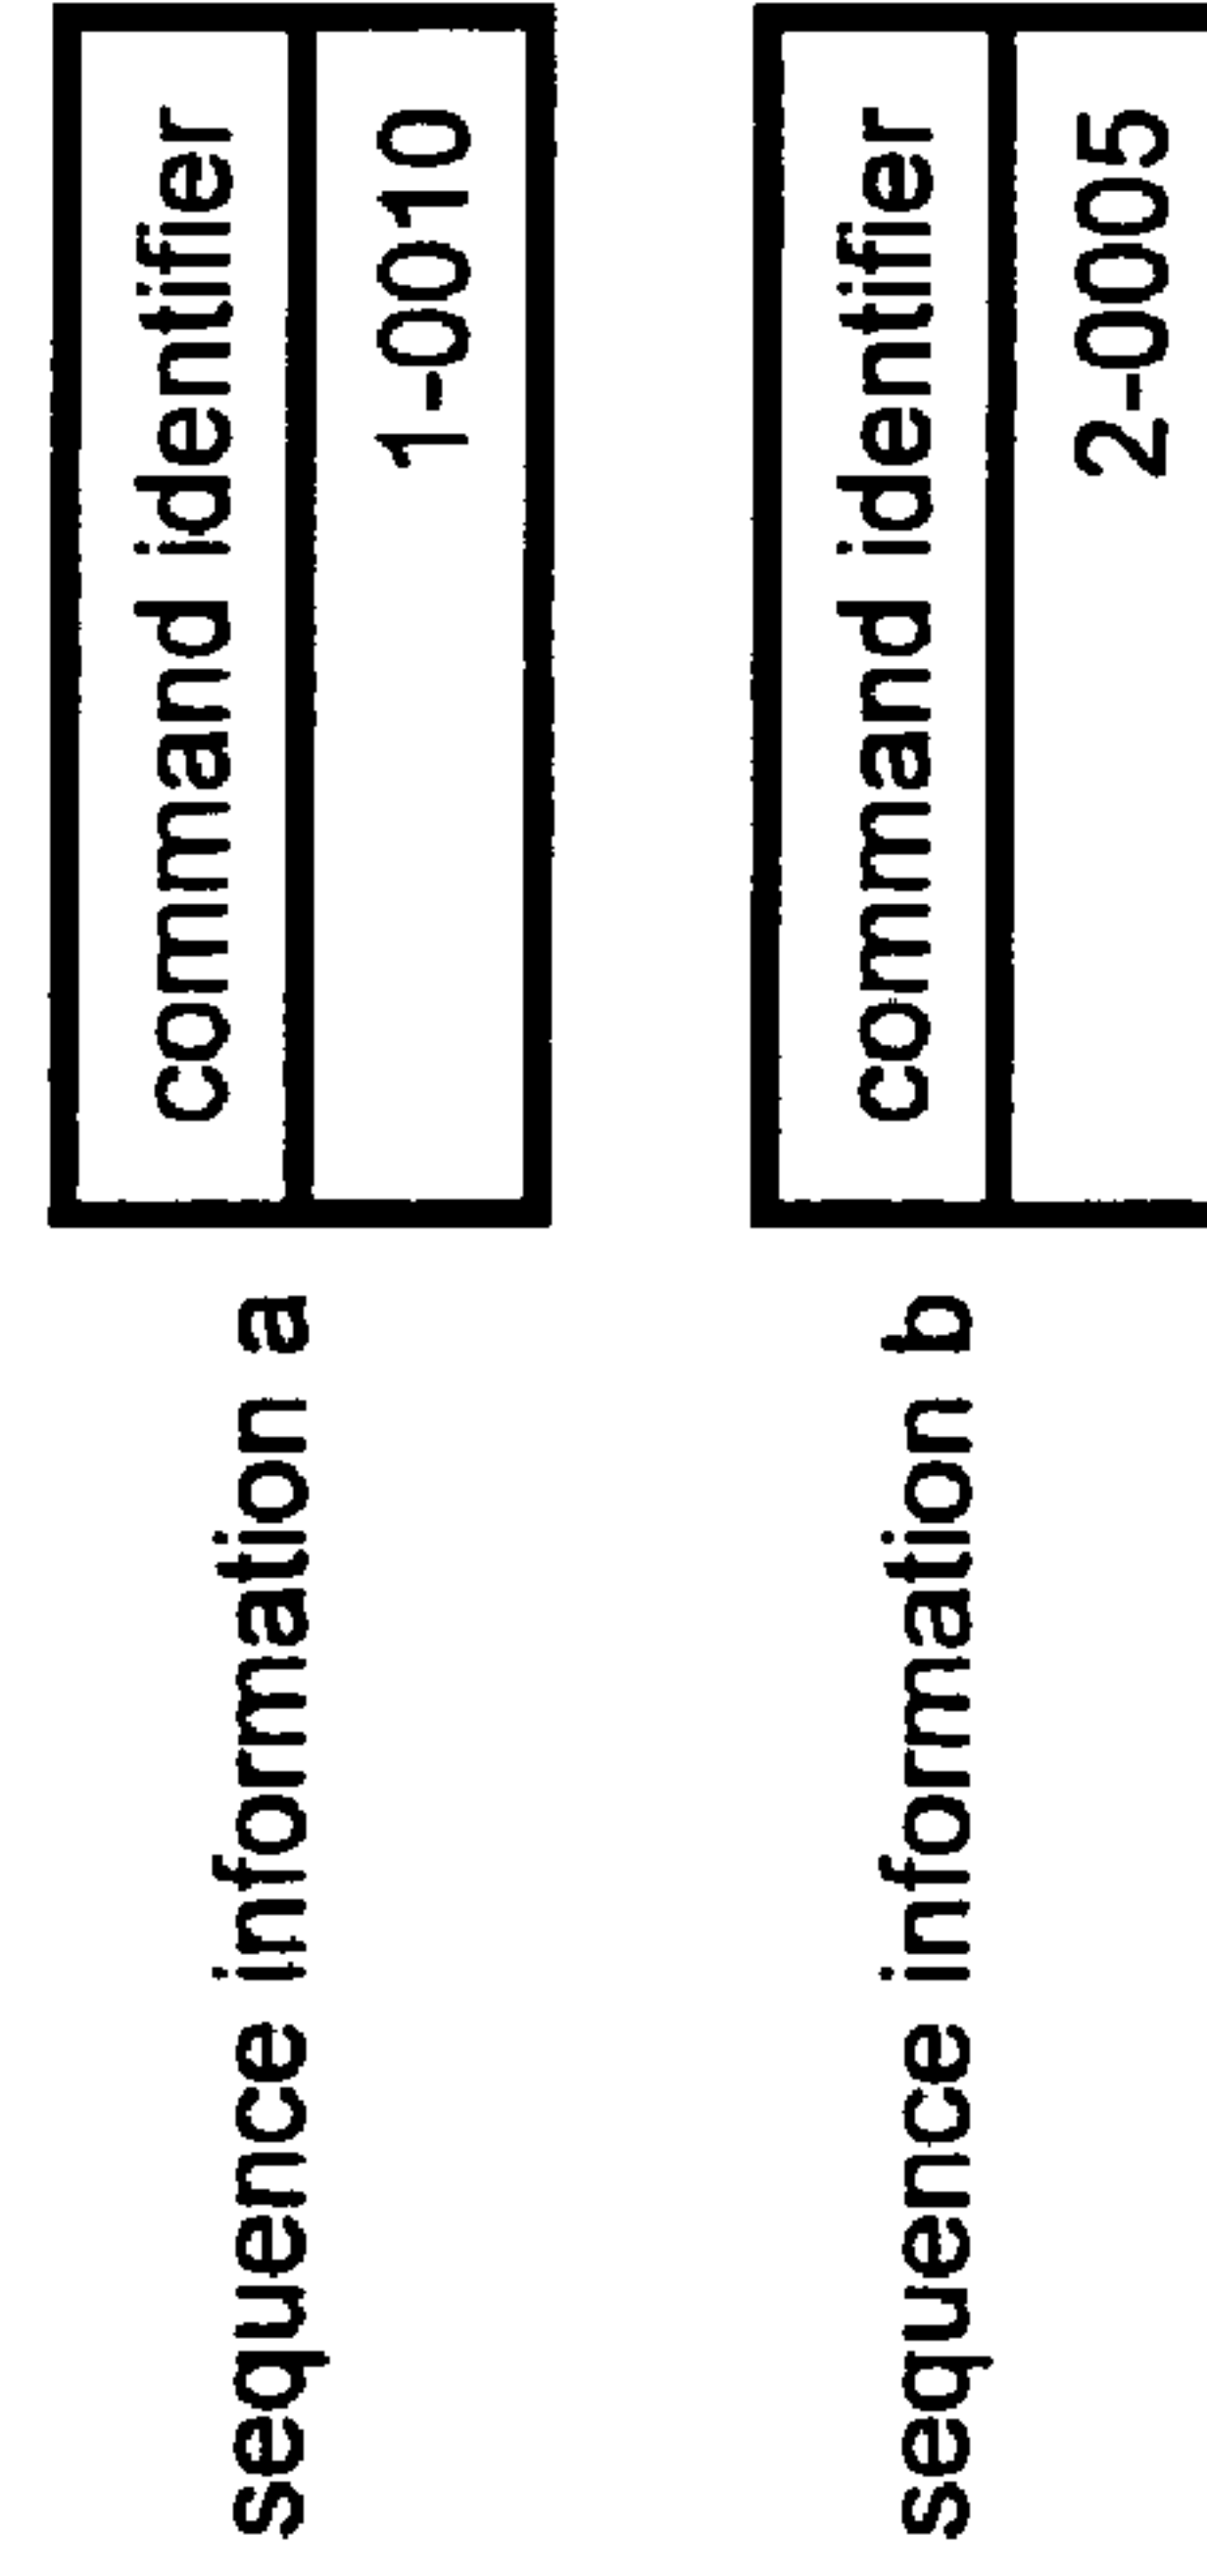 sequence information a
command identifier
1-0010
sequence information b
command identifier
2-0005